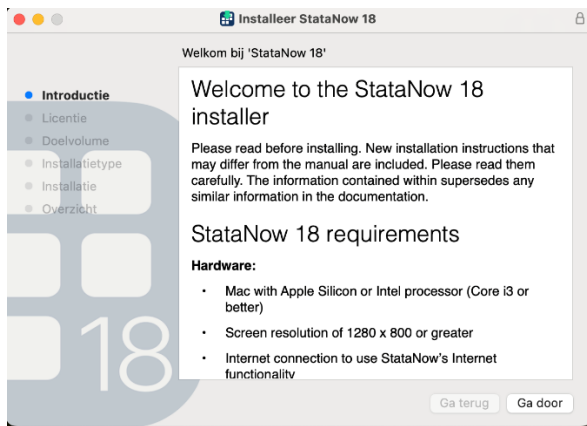 Installeer StataNow 18
Welkom bij 'StataNow 18'
Introductie
Licentie
Doelvolume
Installatietype
Installatie
Overzicht
18
Welcome to the StataNow 18
installer
Please read before installing. New installation instructions that
may differ from the manual are included. Please read them
carefully. The information contained within supersedes any
similar information in the documentation.
StataNow 18 requirements
Hardware:
• Mac with Apple Silicon or Intel processor (Core i3 or
better)
• Screen resolution of 1280 x 800 or greater
• Internet connection to use StataNow's Internet
functionality
Ga terug Ga door